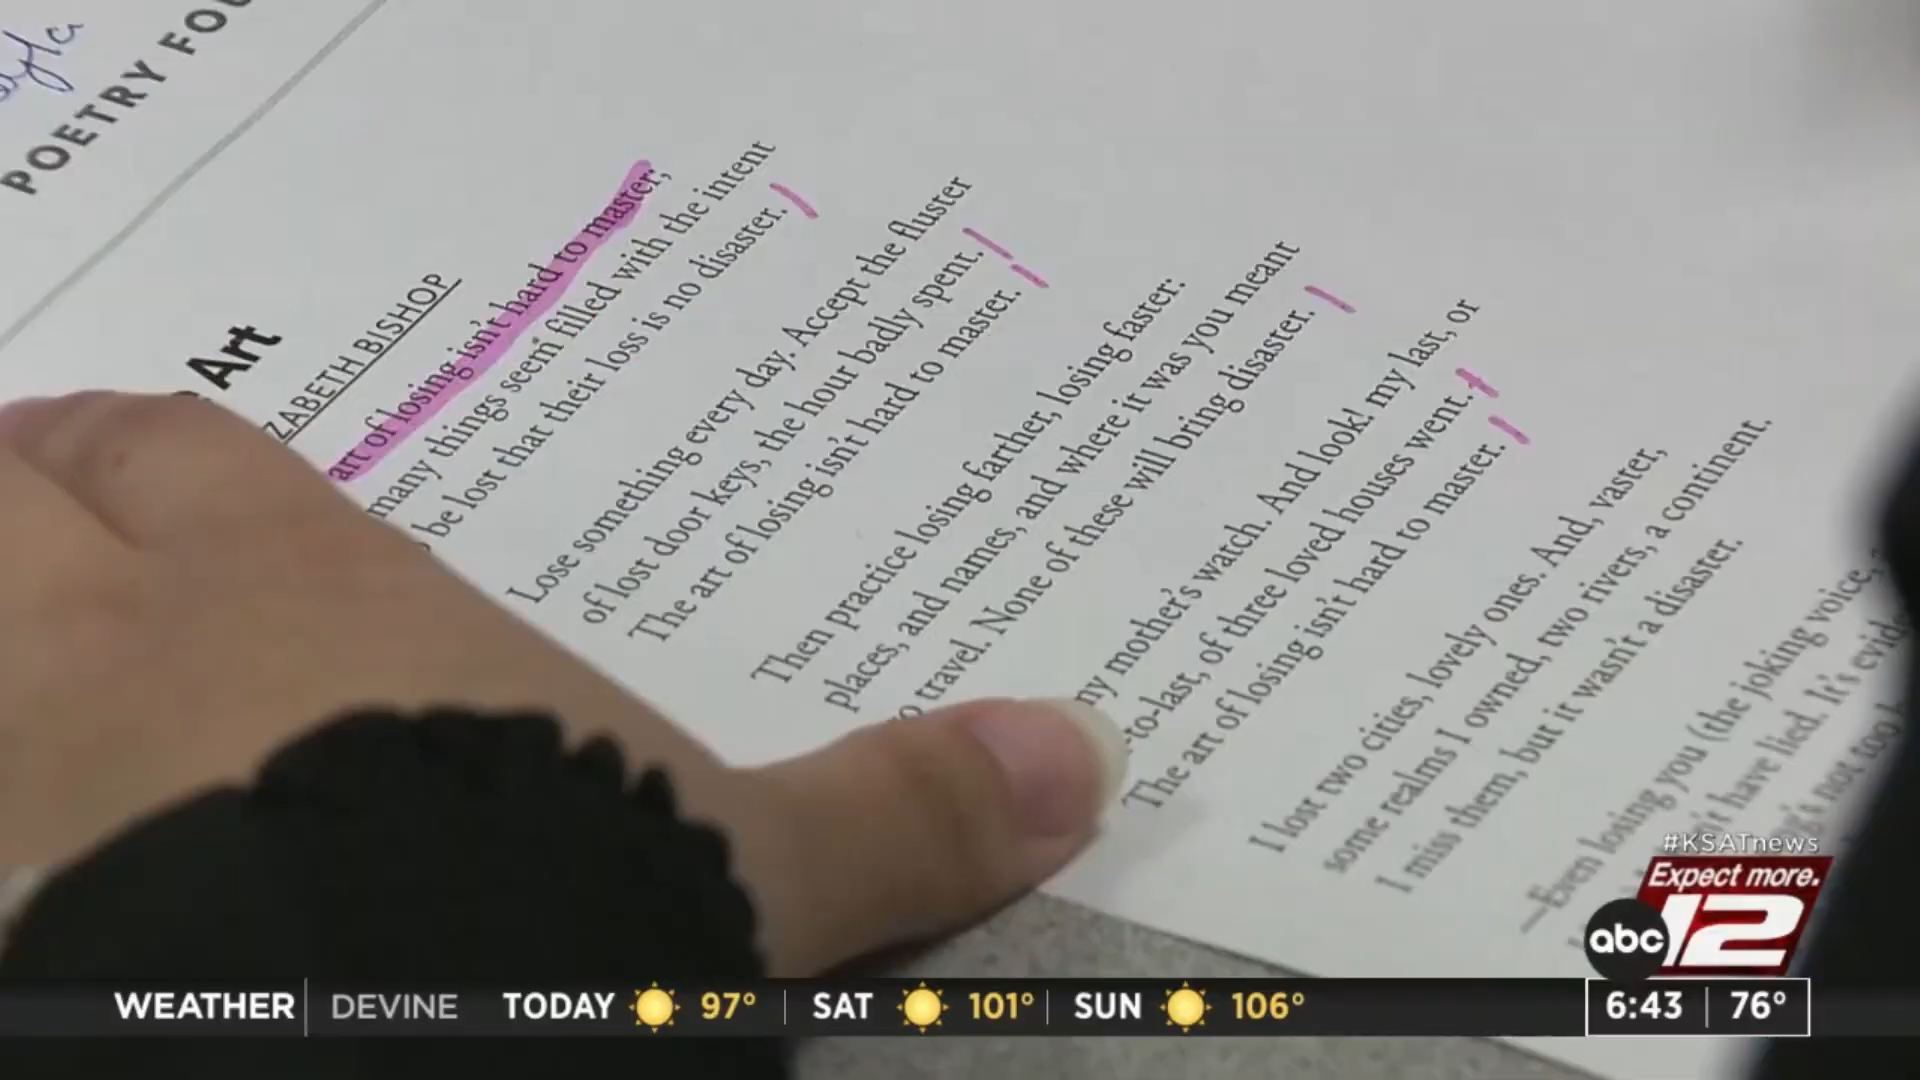 POETRY FOU
Art
ZABETH BISHOP
art of losing isn't hard to master;
many things seem filled with the intent
be lost that their loss is no disaster.
Lose something every day. Accept the fluster
of lost door keys, the hour badly spent.
The art of losing isn't hard to master.
Then practice losing farther, losing faster:
places, and names, and where it was you meant
to travel. None of these will bring disaster.
my mother's watch. And look! my last, or
-to-last, of three loved houses went.
The art of losing isn't hard to master.
I lost two cities, lovely ones. And, vaster,
some realms I owned, two rivers, a continent.
I miss them, but it wasn't a disaster.
—Even losing you (the joking voice,
't have lied. It's evid
g's not too
#KSATnews
Expect more.
abc 12
WEATHER DEVINE TODAY 97° SAT 101° SUN 106° 6:43 76°